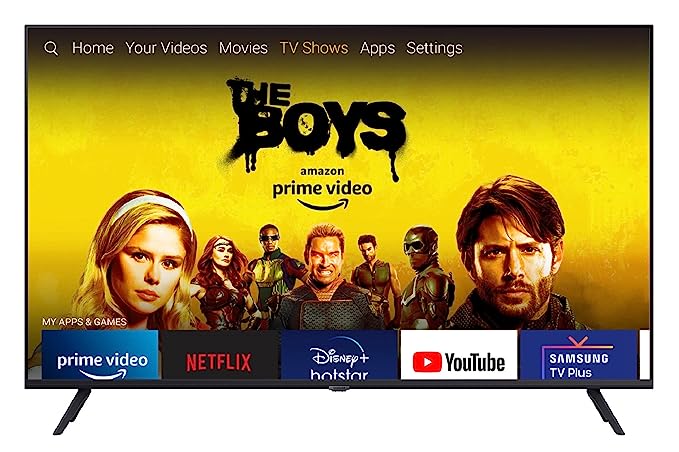 Home Your Videos Movies TV Shows Apps Settings
THE
BOYS
amazon
prime video
MY APPS & GAMES
prime video
NETFLIX
Disney+
hotstar
YouTube
SAMSUNG
TV Plus